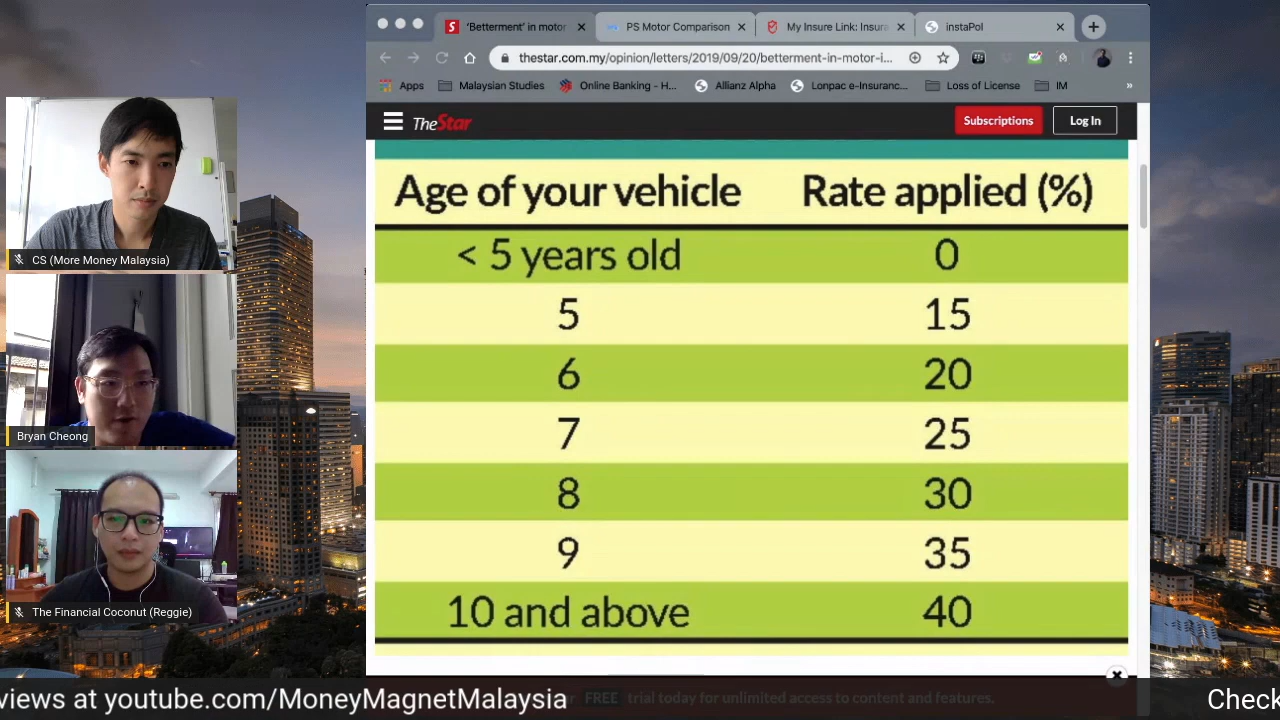 'Betterment' in motor
PS Motor Comparison
My Insure Link: Insura
instaPol
thestar.com.my/opinion/letters/2019/09/20/betterment-in-motor-i...
Apps
Malaysian Studies
Online Banking - H...
Allianz Alpha
Lonpac e-Insuranc...
Loss of License
IM
»
TheStar
Subscriptions
Log In
Age of your vehicle Rate applied (%)
< 5 years old 0
5 15
6 20
7 25
8 30
9 35
10 and above 40
CS (More Money Malaysia)
Bryan Cheong
The Financial Coconut (Reggie)
FREE trial today for unlimited access to content and features.
views at youtube.com/MoneyMagnetMalaysia
Check